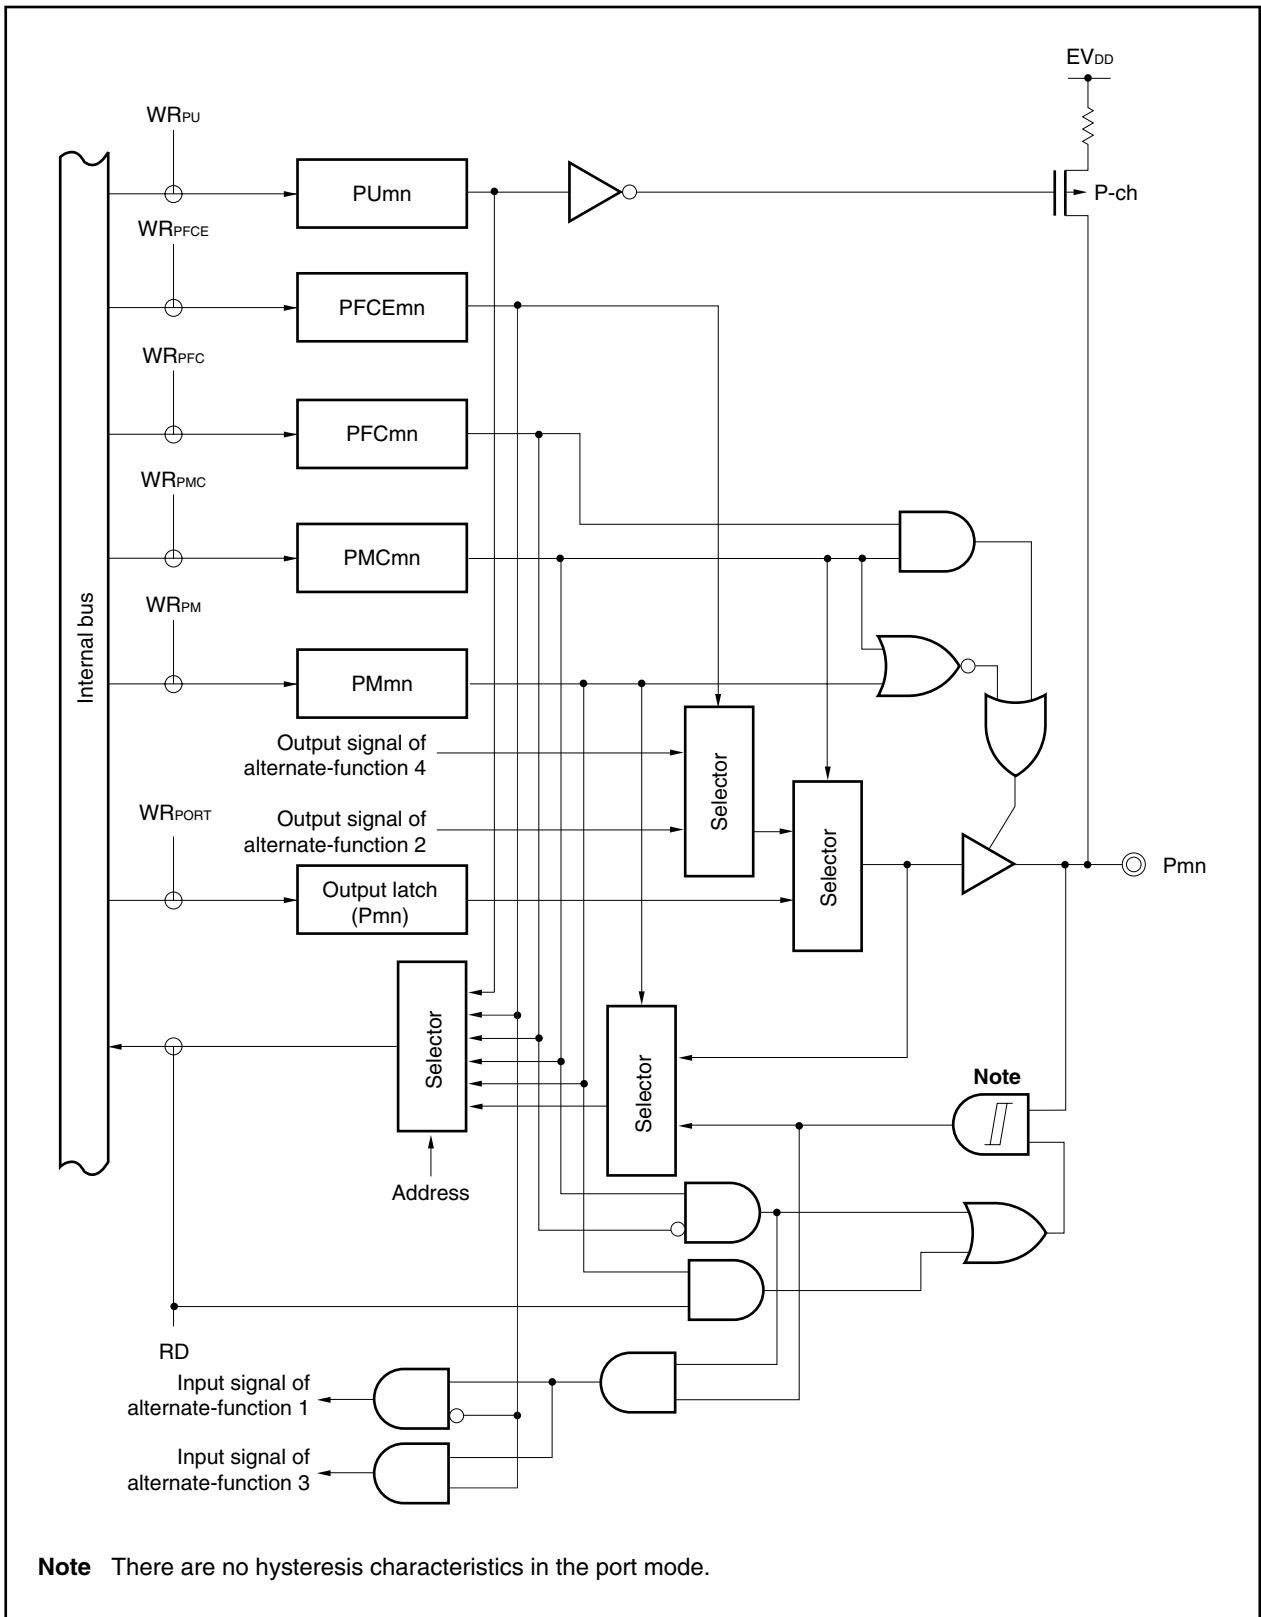 EVDD
WRPU
PUmn
P-ch
WRPFCE
PFCEmn
WRPFC
PFCmn
WRPMC
PMCmn
Internal bus
WRPM
PMmn
Output signal of
alternate-function 4
Selector
WRPORT
Output signal of
alternate-function 2
Selector
Output latch
(Pmn)
Pmn
Selector
Selector
Note
Address
RD
Input signal of
alternate-function 1
Input signal of
alternate-function 3
Note There are no hysteresis characteristics in the port mode.